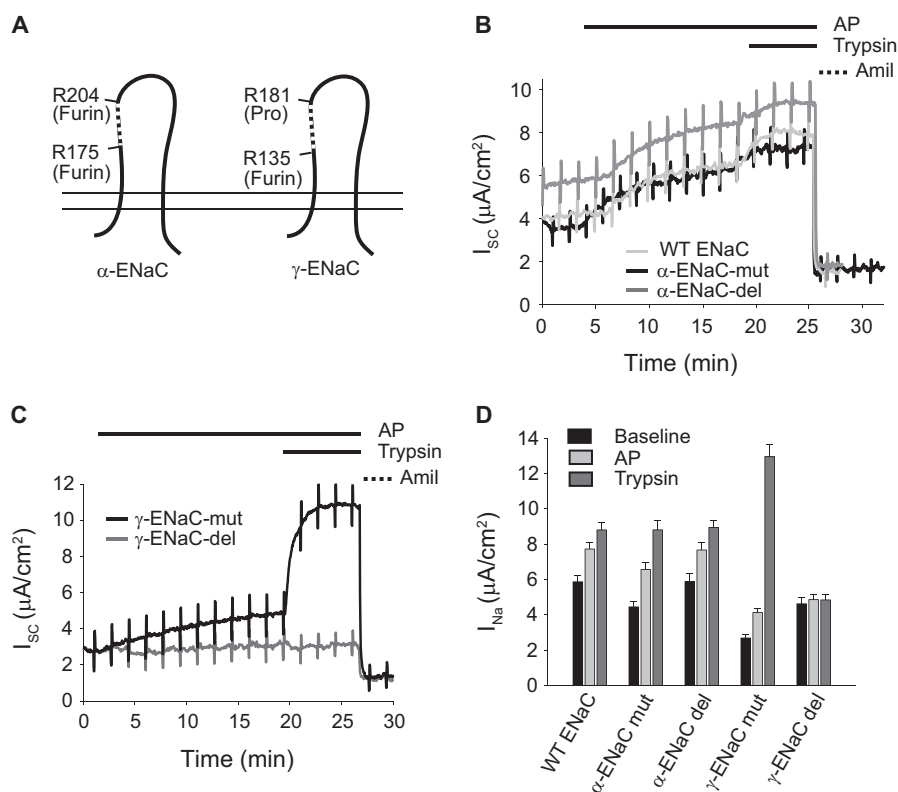 A
R204
(Furin)
R175
(Furin)
α-ENaC
R181
(Pro)
R135
(Furin)
γ-ENaC
B
AP
Trypsin
Amil
10
8
6
4
2
0
I_SC (μA/cm²)
WT ENaC
α-ENaC-mut
α-ENaC-del
0 5 10 15 20 25 30
Time (min)
C
AP
Trypsin
Amil
12
10
8
6
4
2
0
I_SC (μA/cm²)
γ-ENaC-mut
γ-ENaC-del
0 5 10 15 20 25 30
Time (min)
D
Baseline
AP
Trypsin
14
12
10
8
6
4
2
0
I_Na (μA/cm²)
WT ENaC
α-ENaC mut
α-ENaC del
γ-ENaC mut
γ-ENaC del